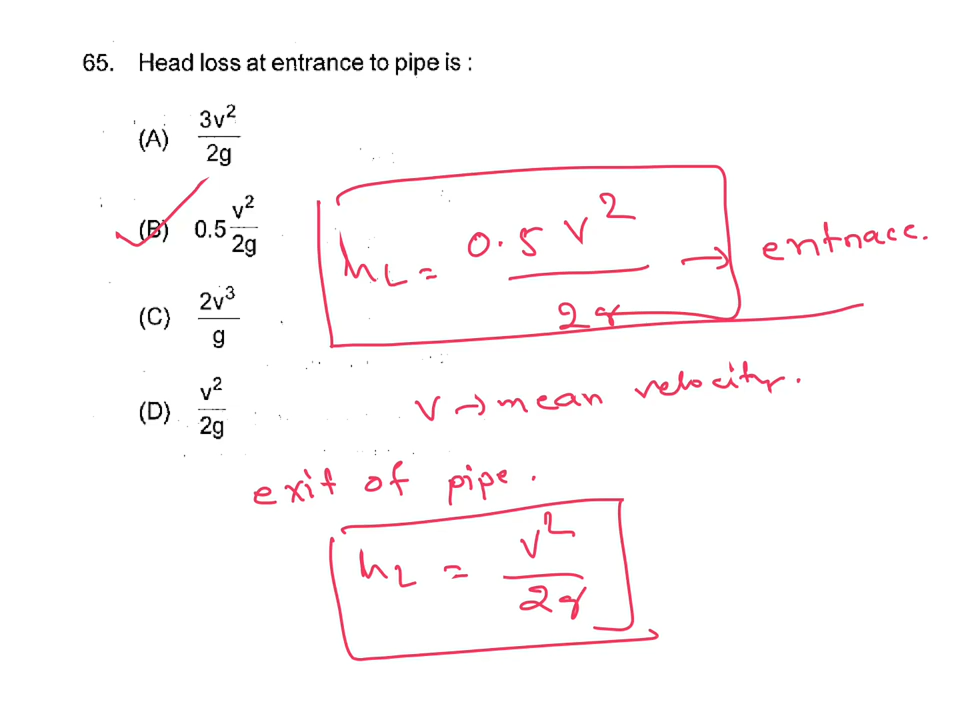 65. Head loss at entrance to pipe is :
(A) 3v²/2g
(B) 0.5 v²/2g
(C) 2v³/g
(D) v²/2g
hL = 0.5 v²/2g → entnace.
v → mean velocity.
exit of pipe.
hL = v²/2g